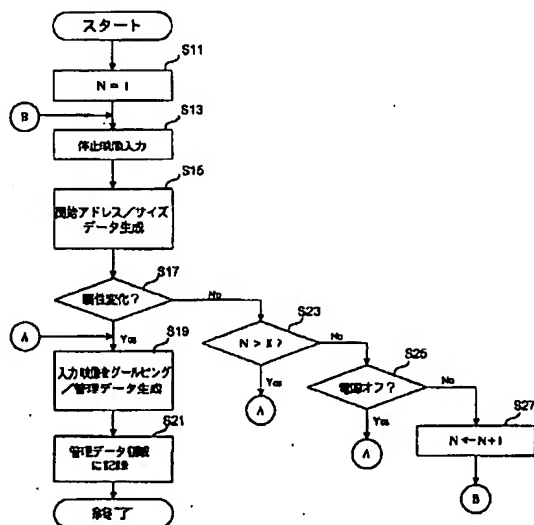 スタート
S11
N = 1
B
S13
停止映像入力
S15
開始アドレス／サイズ
データ生成
S17
属性変化？
No
S23
A
Yes
S19
N > K ?
No
S25
入力映像をグールピング
／管理データ生成
Yes
電源オフ？
No
S27
A
S21
Yes
N ← N+1
管理データ領域
に記録
A
B
終了